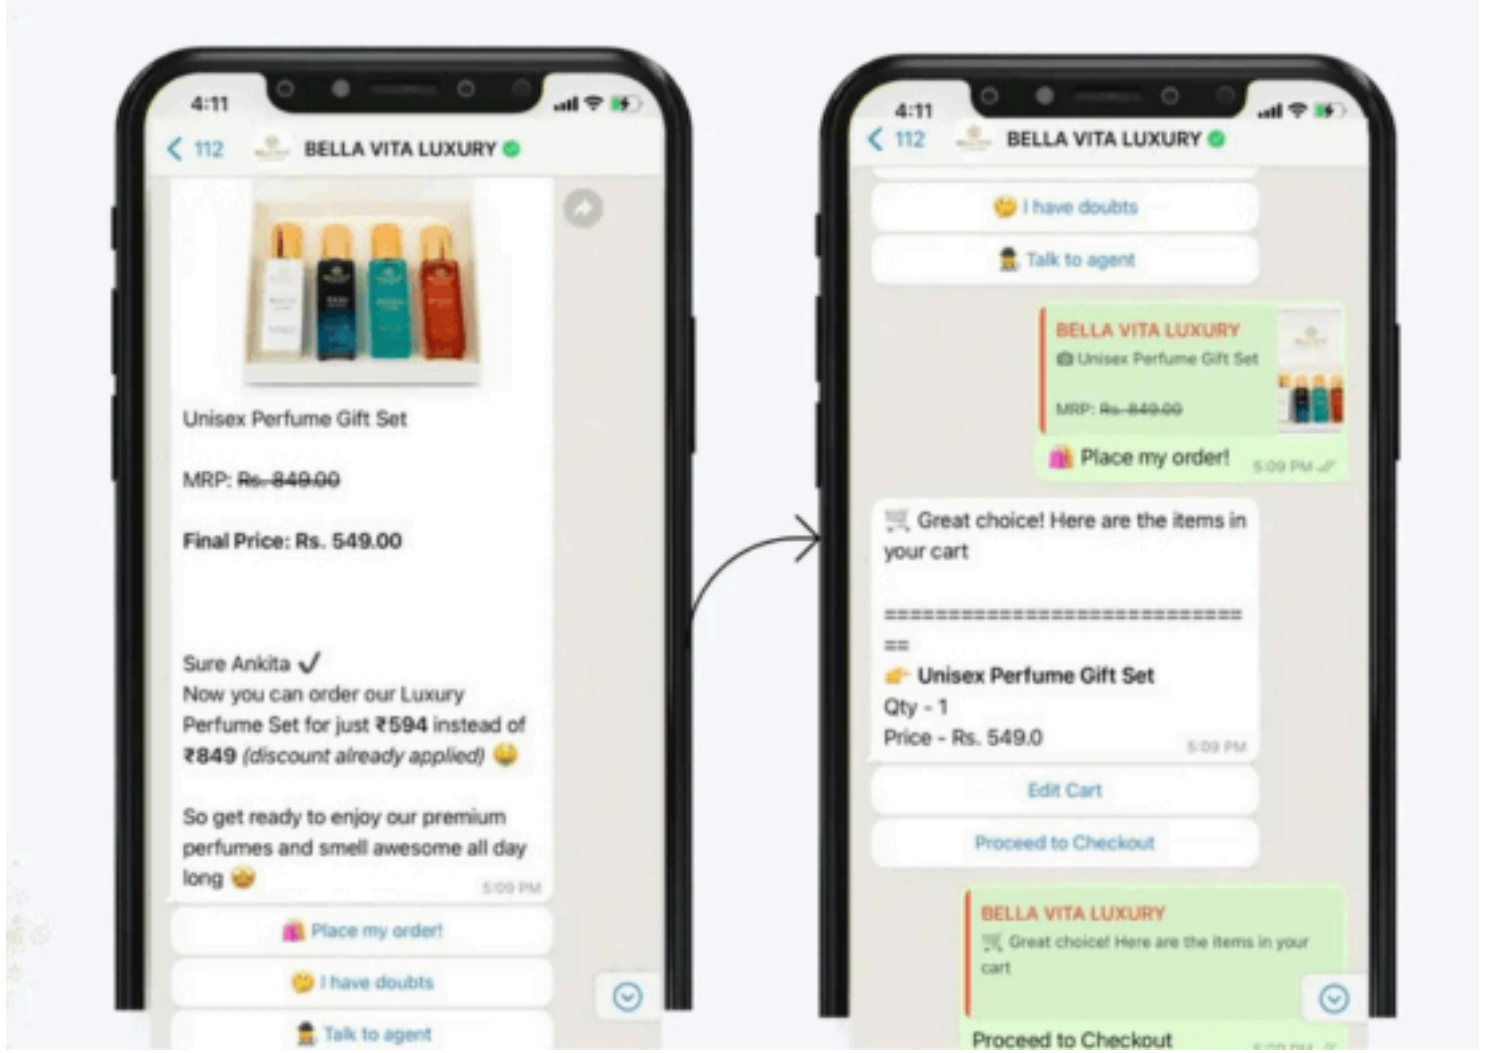 4:11
112
BELLA VITA LUXURY
Unisex Perfume Gift Set
MRP: Rs. 849.00
Final Price: Rs. 549.00
Sure Ankita ✓
Now you can order our Luxury
Perfume Set for just ₹594 instead of
₹849 (discount already applied) 🤑
So get ready to enjoy our premium
perfumes and smell awesome all day
long 🤩
5:09 PM
🛍️ Place my order!
🤔 I have doubts
🕵️ Talk to agent
4:11
112
BELLA VITA LUXURY
🤔 I have doubts
🕵️ Talk to agent
BELLA VITA LUXURY
📷 Unisex Perfume Gift Set
MRP: Rs. 849.00
🛍️ Place my order!
5:09 PM
🛒 Great choice! Here are the items in
your cart
============================
==
👉 Unisex Perfume Gift Set
Qty - 1
Price - Rs. 549.0
5:09 PM
Edit Cart
Proceed to Checkout
BELLA VITA LUXURY
🛒 Great choice! Here are the items in your
cart
Proceed to Checkout